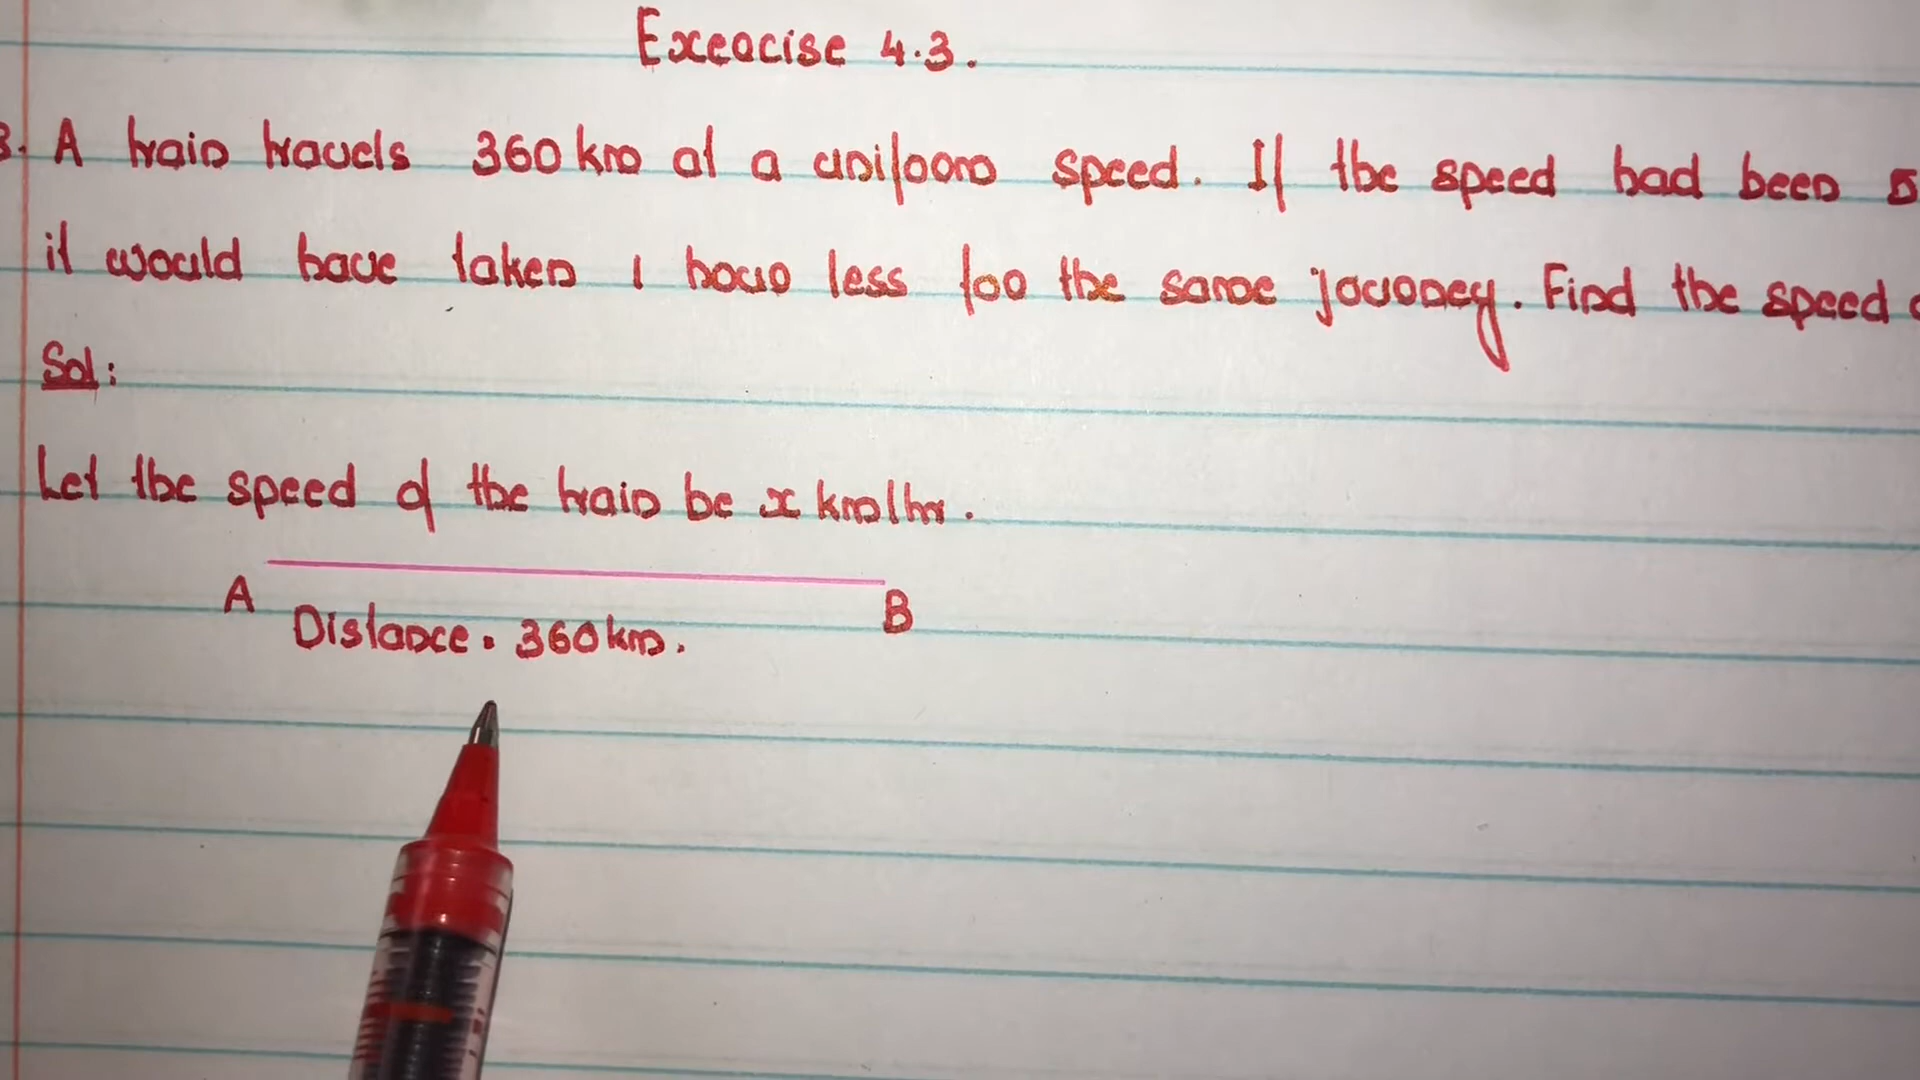 Exercise 4.3.
8. A train travels 360 km at a uniform speed. If the speed had been 5
it would have taken 1 hour less for the same journey. Find the speed
Sol:
Let the speed of the train be x km/hr.
A B
Distance = 360 km.